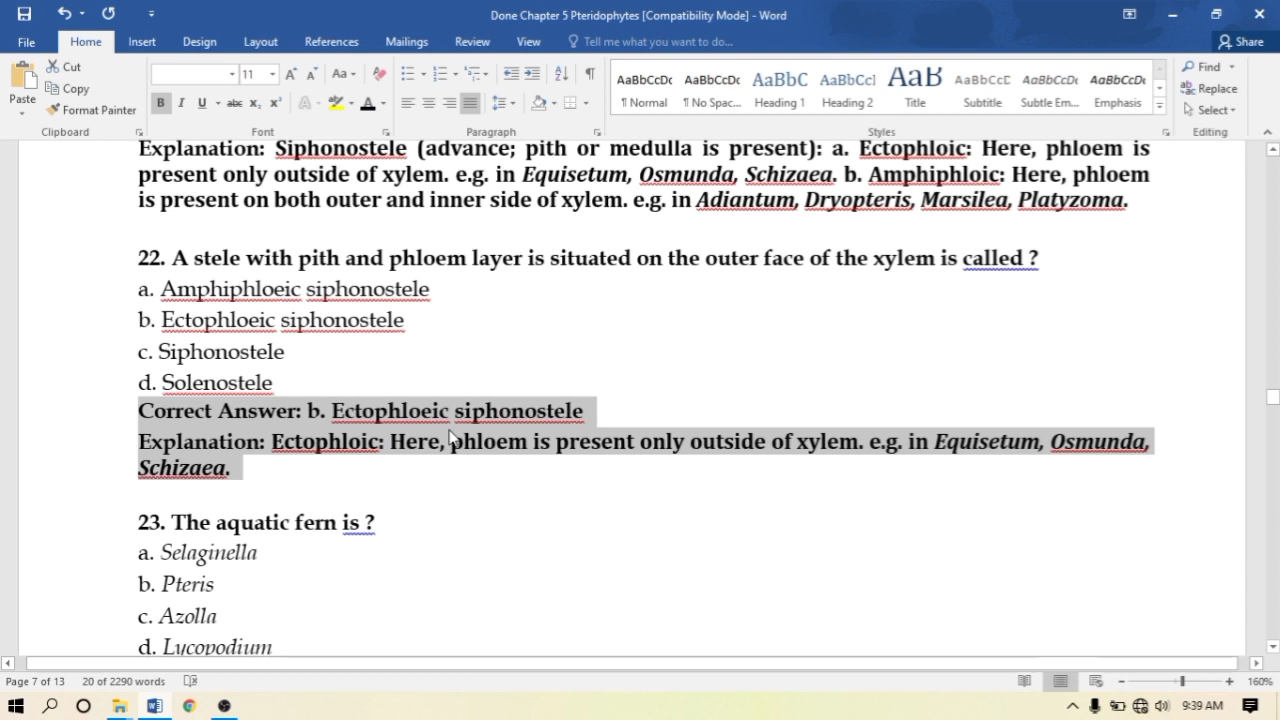 Done Chapter 5 Pteridophytes [Compatibility Mode] - Word
File Home Insert Design Layout References Mailings Review View Tell me what you want to do... Share
Paste Cut Copy Format Painter
11 Aa
B I U abc x₂ x² A A
AaBbCcDc AaBbCcDc AaBbC AaBbCcI AaB AaBbCcC AaBbCcDc AaBbCcDc
¶ Normal ¶ No Spac... Heading 1 Heading 2 Title Subtitle Subtle Em... Emphasis
Find Replace Select
Clipboard Font Paragraph Styles Editing
Explanation: Siphonostele (advance; pith or medulla is present): a. Ectophloic: Here, phloem is
present only outside of xylem. e.g. in Equisetum, Osmunda, Schizaea. b. Amphiphloic: Here, phloem
is present on both outer and inner side of xylem. e.g. in Adiantum, Dryopteris, Marsilea, Platyzoma.
22. A stele with pith and phloem layer is situated on the outer face of the xylem is called ?
a. Amphiphloeic siphonostele
b. Ectophloeic siphonostele
c. Siphonostele
d. Solenostele
Correct Answer: b. Ectophloeic siphonostele
Explanation: Ectophloic: Here, phloem is present only outside of xylem. e.g. in Equisetum, Osmunda,
Schizaea.
23. The aquatic fern is ?
a. Selaginella
b. Pteris
c. Azolla
d. Lycopodium
Page 7 of 13 20 of 2290 words 160%
9:39 AM